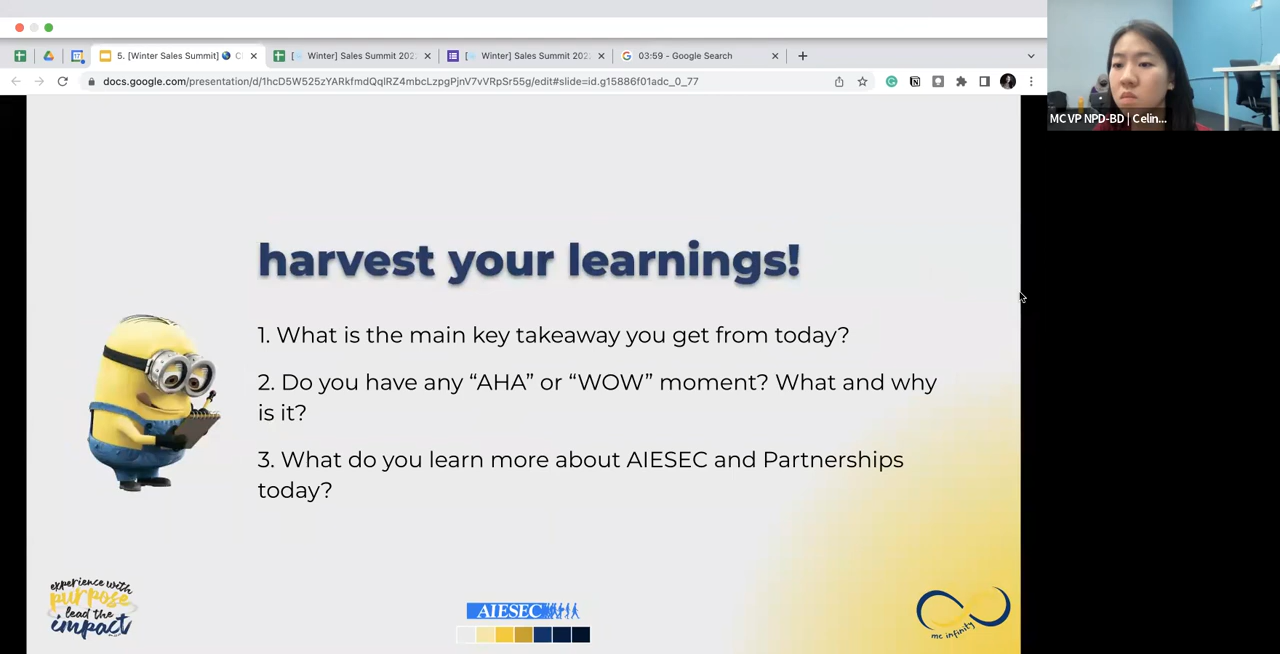 5. [Winter Sales Summit] C
Winter] Sales Summit 202
Winter] Sales Summit 202
03:59 - Google Search
docs.google.com/presentation/d/1hcD5W525zYARkfmdQqlRZ4mbcLzpgPjnV7vVRpSr55g/edit#slide=id.g15886f01adc_0_77
MC VP NPD-BD | Celin...
harvest your learnings!
1. What is the main key takeaway you get from today?
2. Do you have any “AHA” or “WOW” moment? What and why
is it?
3. What do you learn more about AIESEC and Partnerships
today?
experience with
purpose
lead the
impact
AIESEC
mc infinity